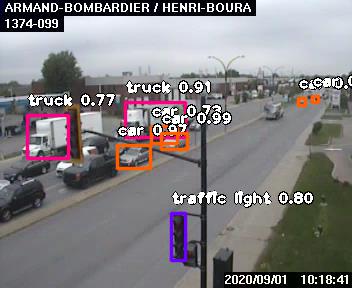 ARMAND-BOMBARDIER / HENRI-BOURA
1374-099
truck 0.77
truck 0.91
car 0.73
car 0.99
car 0.97
traffic light 0.80
2020/09/01 10:18:41